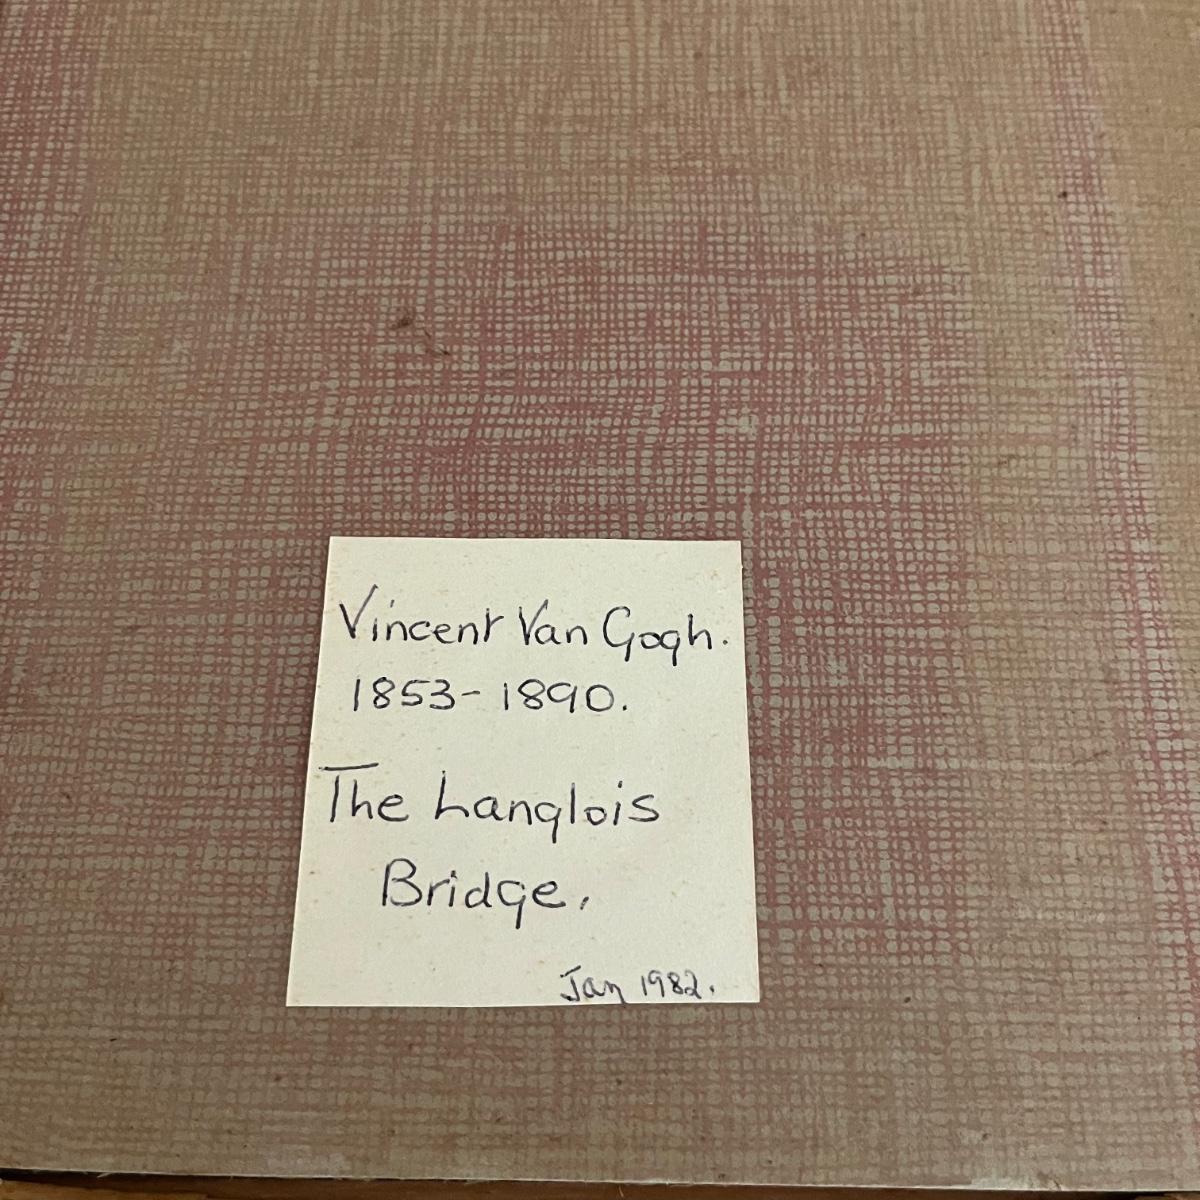 Vincent Van Gogh.
1853-1890.
The Langlois
Bridge.
Jan 1982.